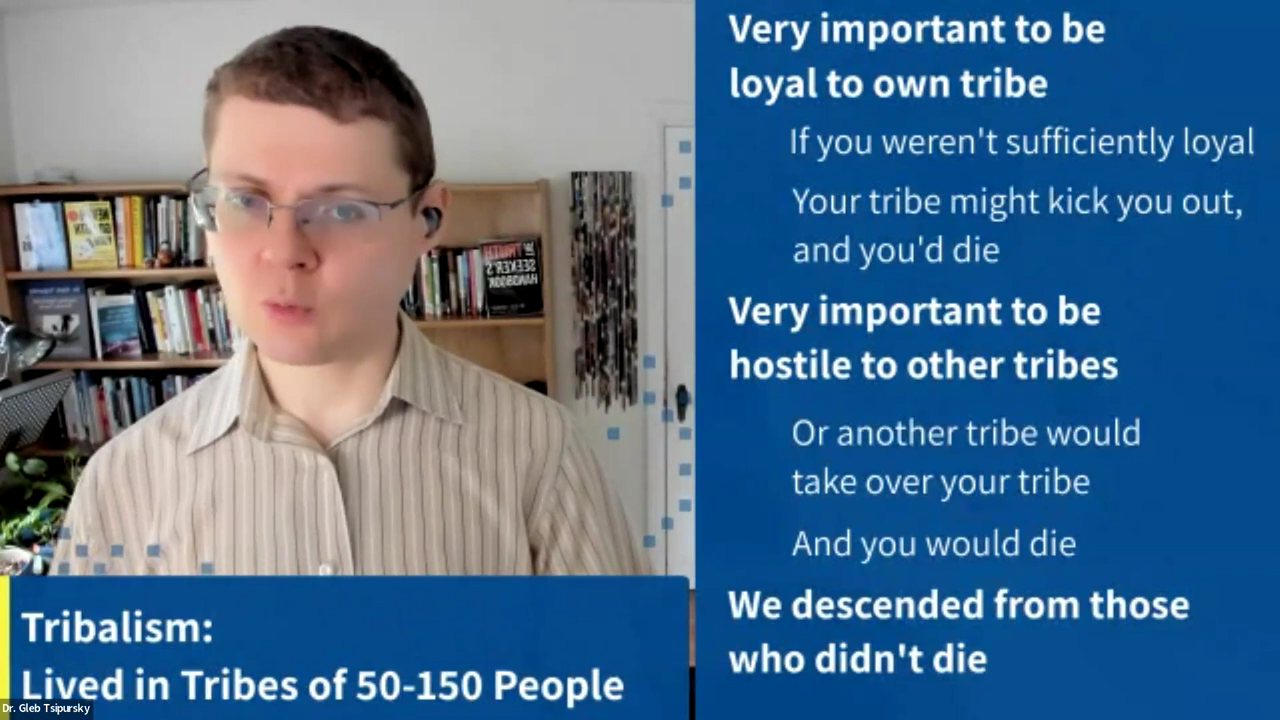 Very important to be
loyal to own tribe
If you weren't sufficiently loyal
Your tribe might kick you out,
and you'd die
Very important to be
hostile to other tribes
Or another tribe would
take over your tribe
And you would die
We descended from those
who didn't die
SEEKER'S
HANDBOOK
Tribalism:
Lived in Tribes of 50-150 People
Dr. Gleb Tsipursky